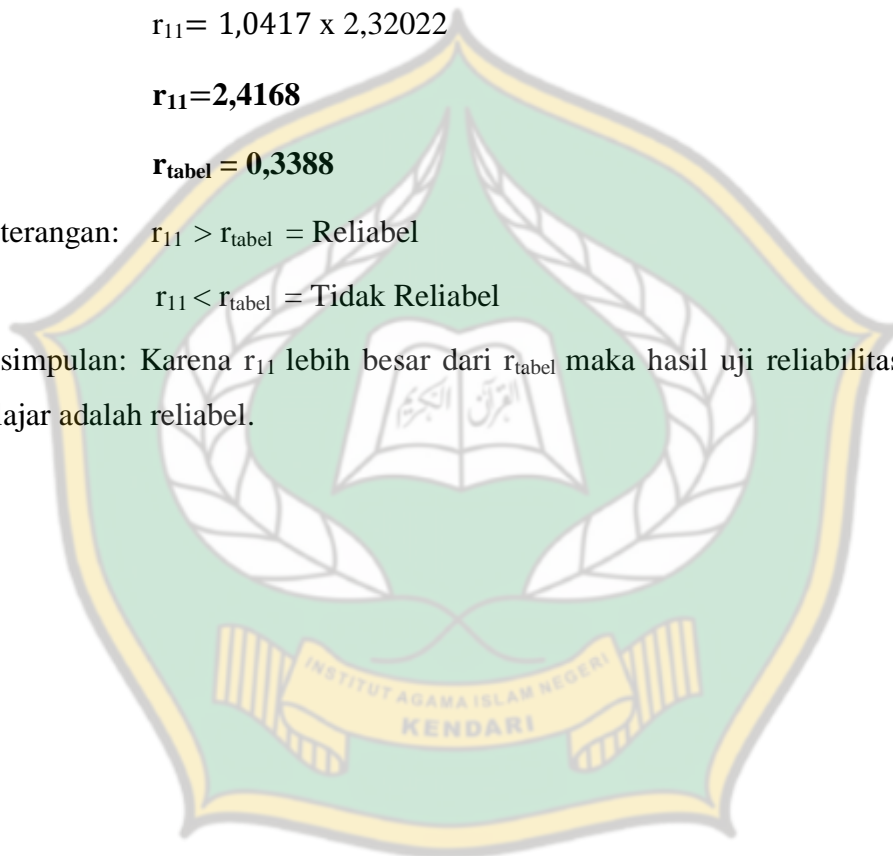 r₁₁= 1,0417 x 2,32022
r₁₁=2,4168
rₜₐbₑₗ = 0,3388
terangan: r₁₁ > rₜₐbₑₗ = Reliabel
r₁₁ < rₜₐbₑₗ = Tidak Reliabel
simpulan: Karena r₁₁ lebih besar dari rₜₐbₑₗ maka hasil uji reliabilitas
ajar adalah reliabel.
القرآن الكريم
INSTITUT AGAMA ISLAM NEGERI
KENDARI